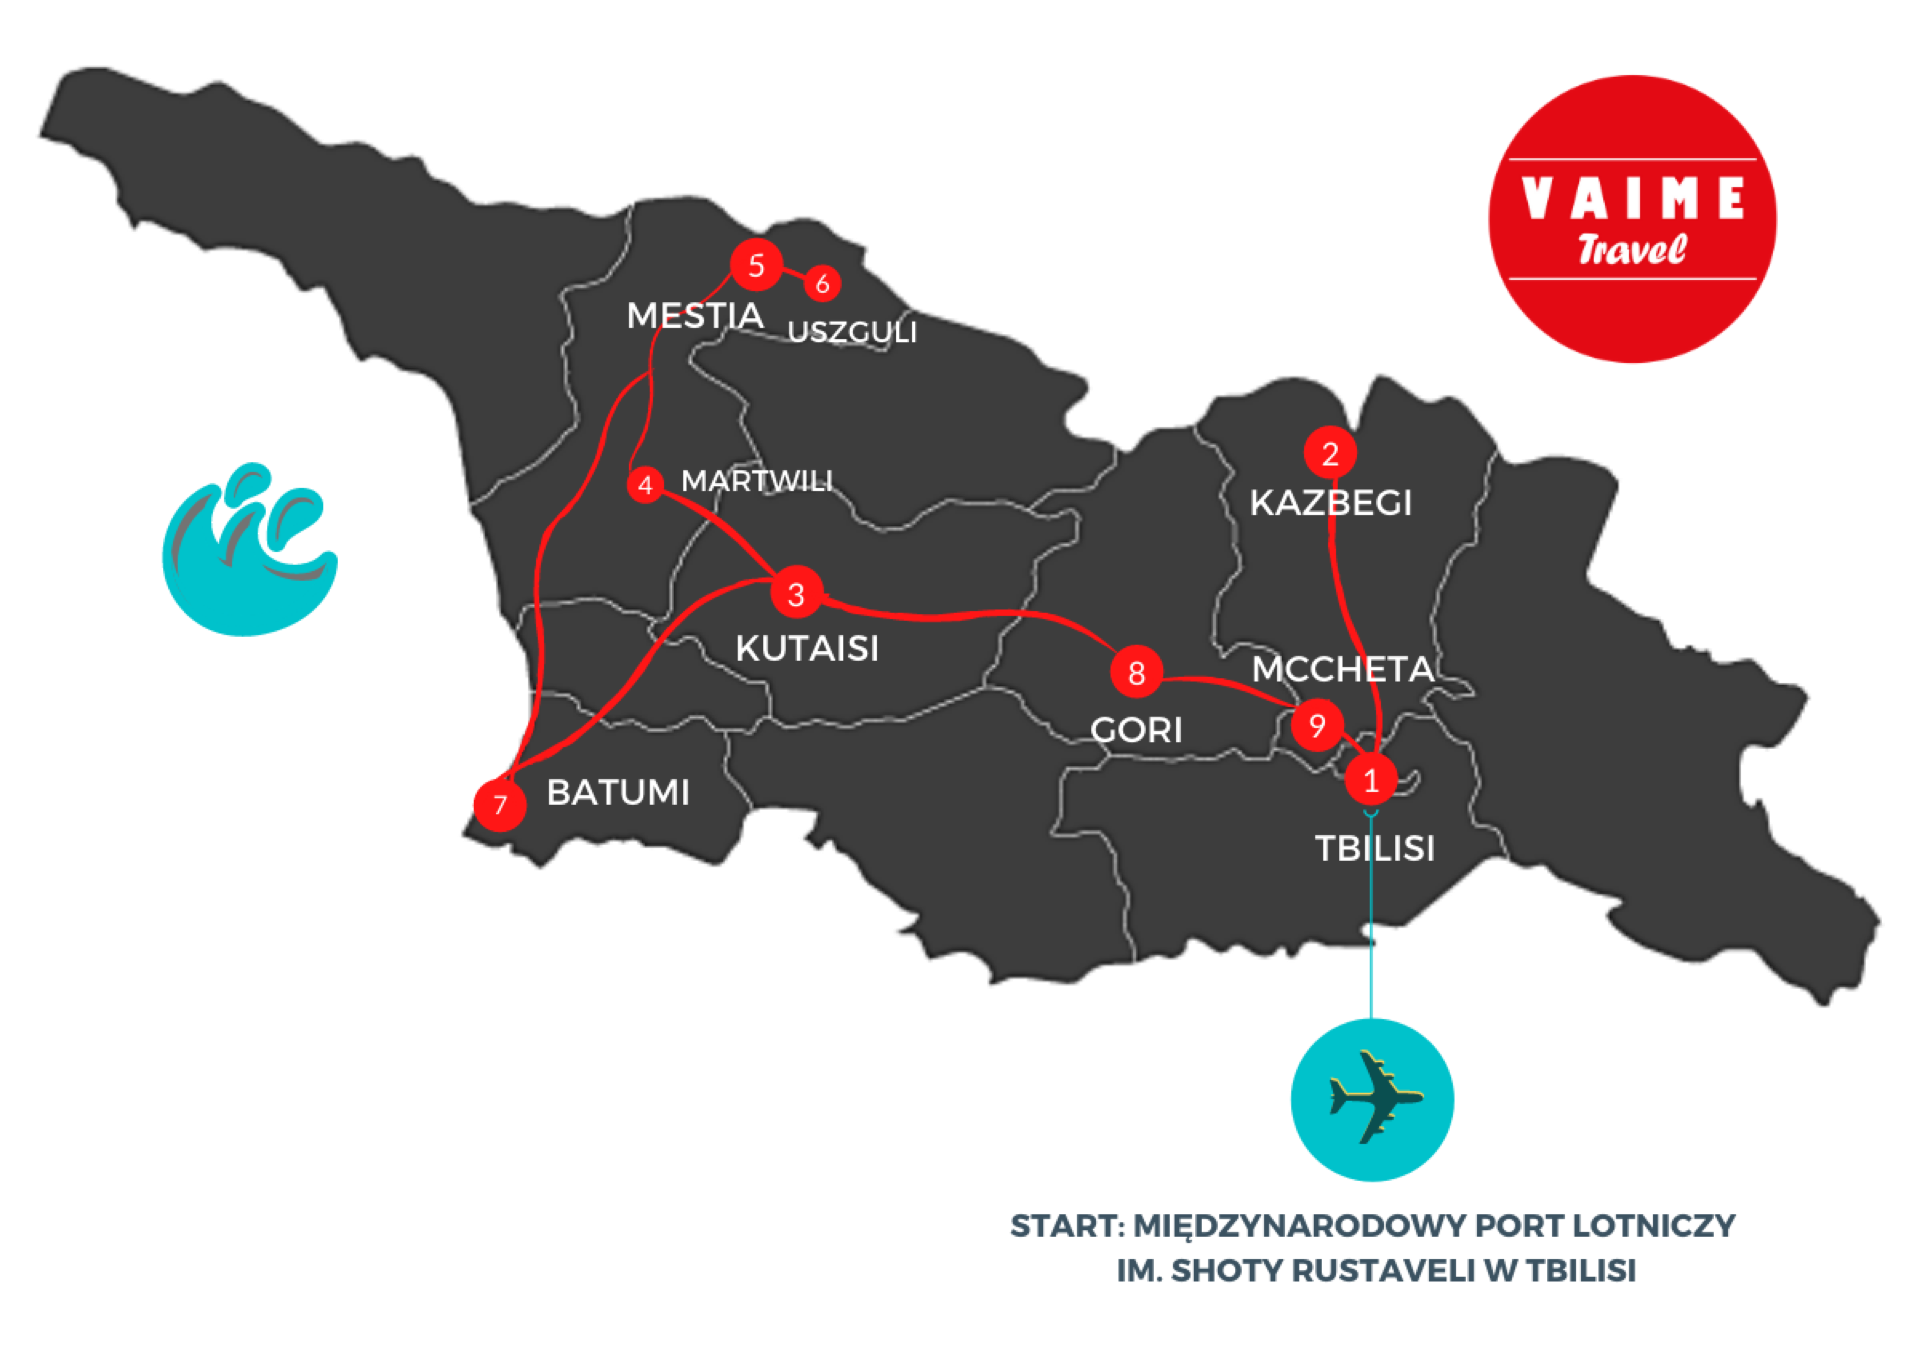 VAIME
Travel
5
6
MESTIA
USZGULI
2
KAZBEGI
4
MARTWILI
3
KUTAISI
8
GORI
MCCHETA
9
1
TBILISI
7
BATUMI
START: MIĘDZYNARODOWY PORT LOTNICZY
IM. SHOTY RUSTAVELI W TBILISI